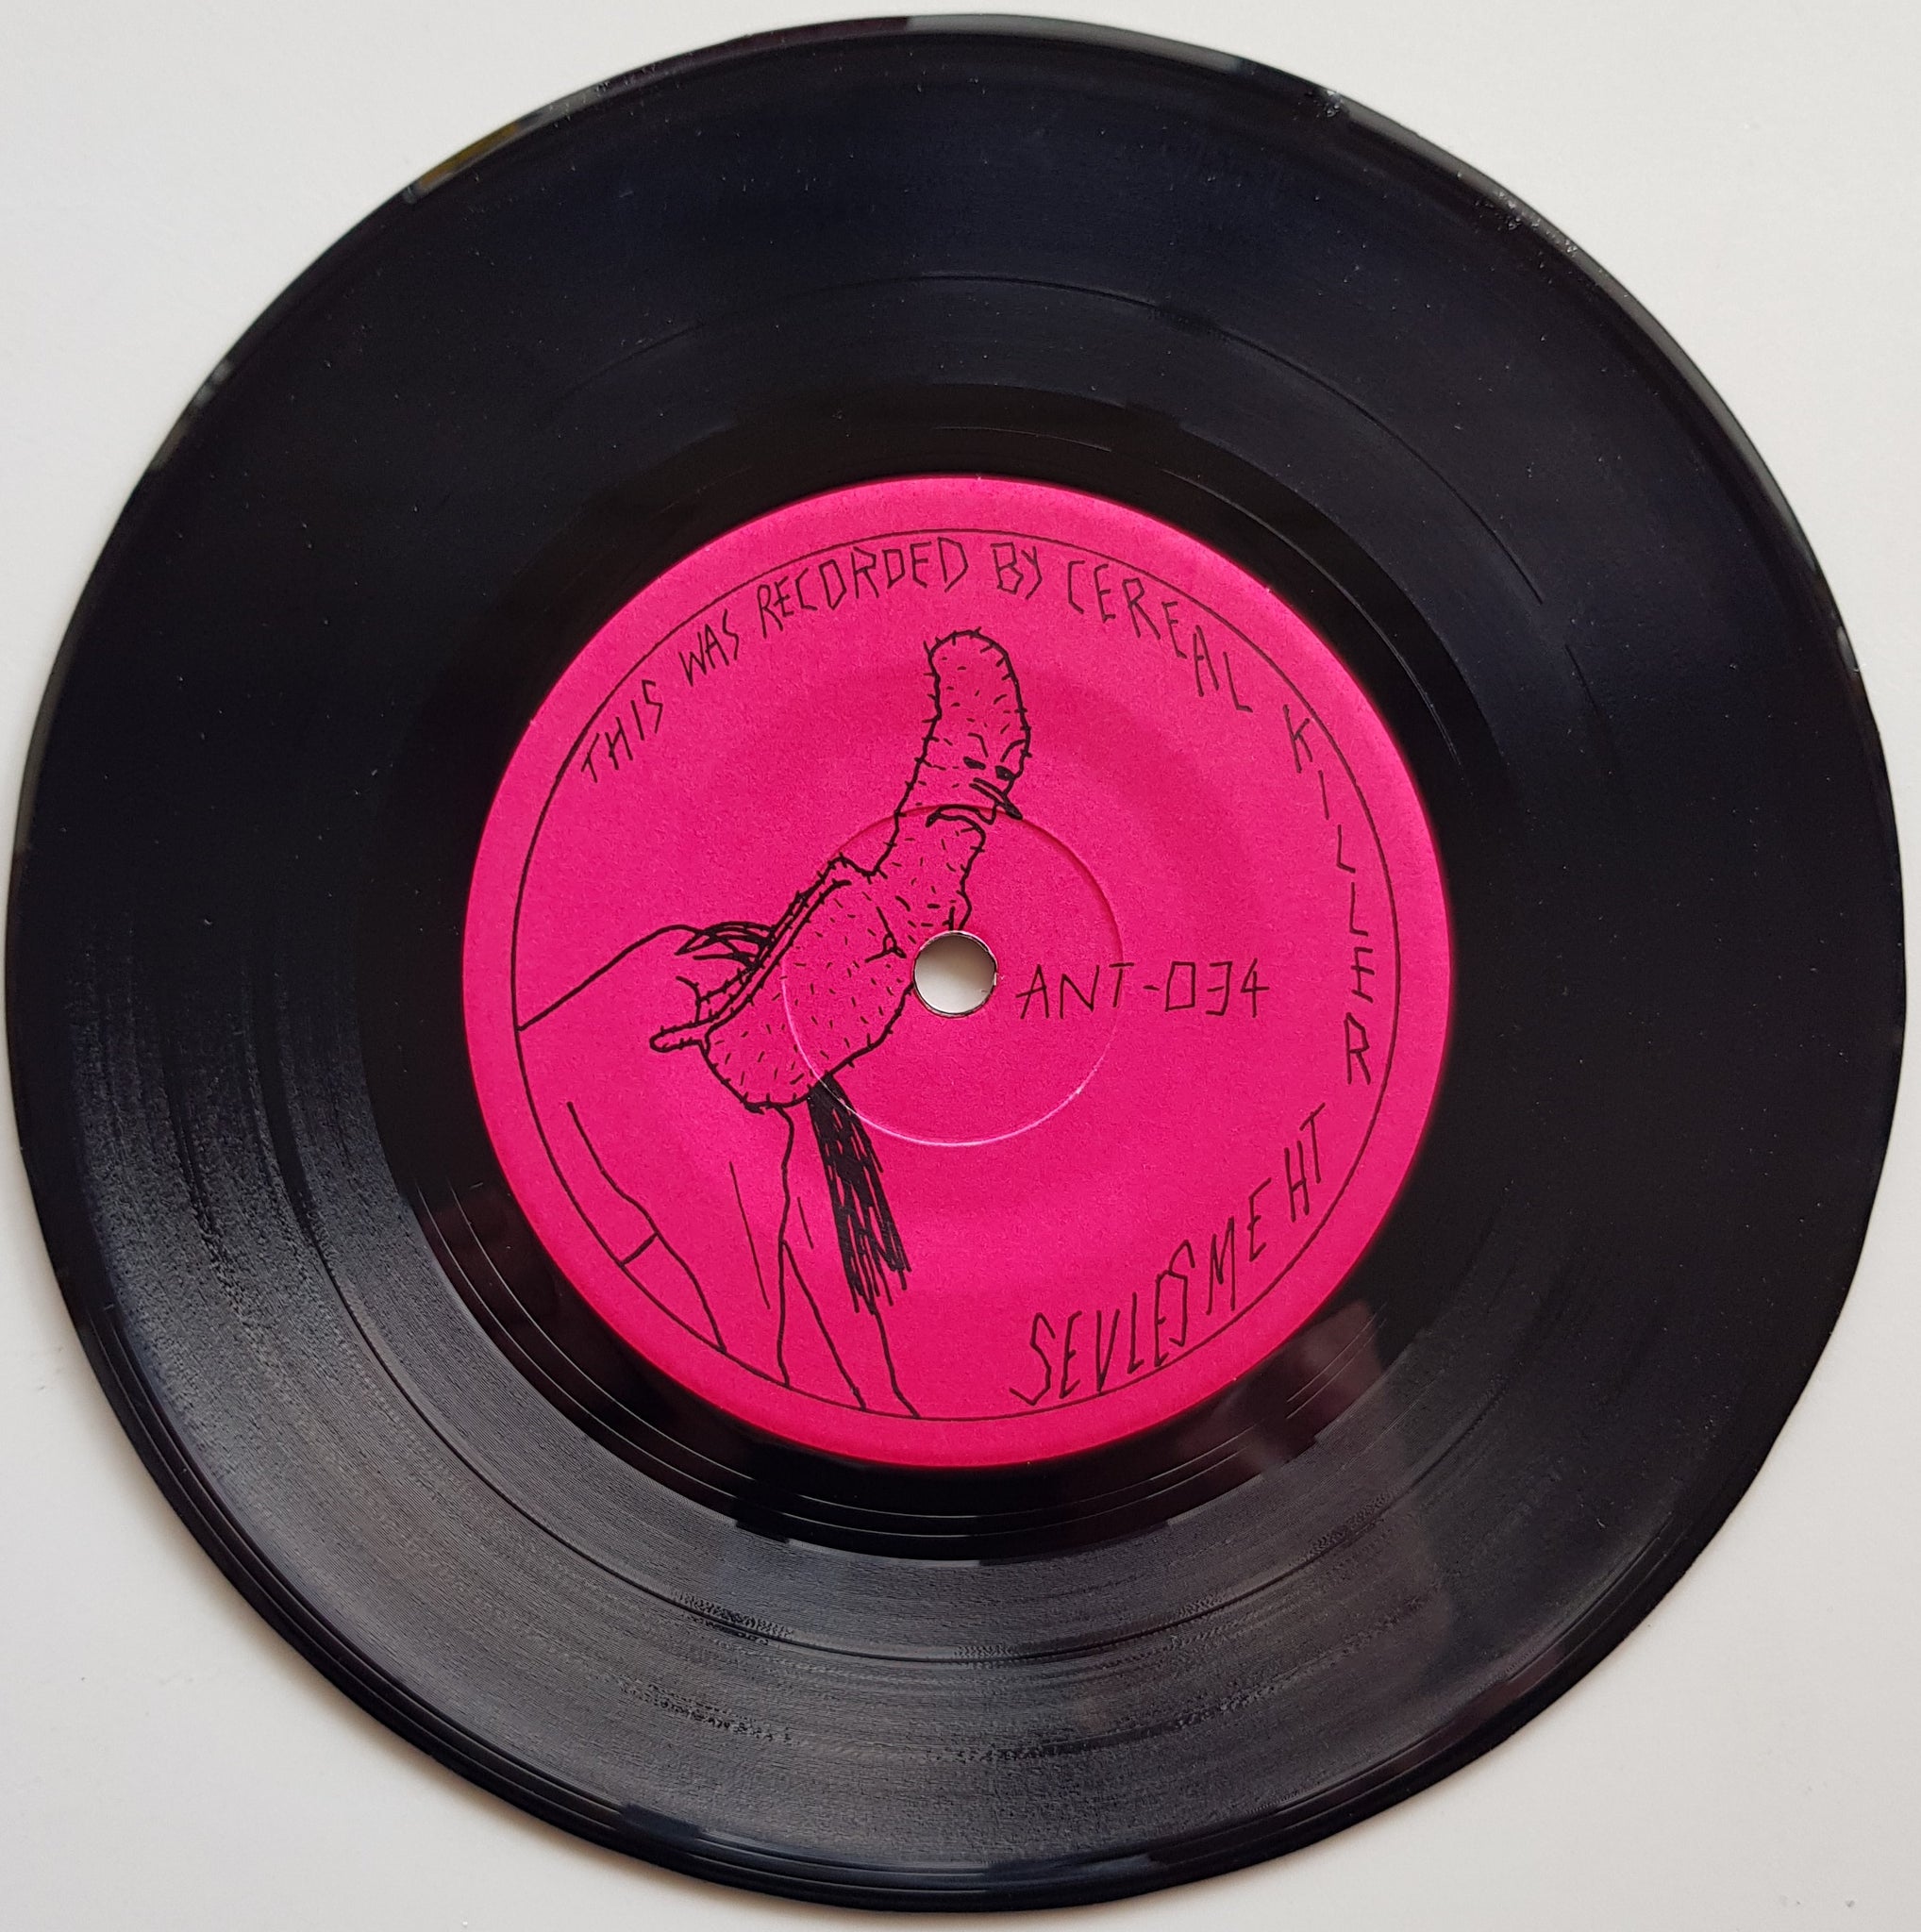 THIS WAS RECORDED BY CEREAL KILLER
SEVLESMEHT
ANT-034